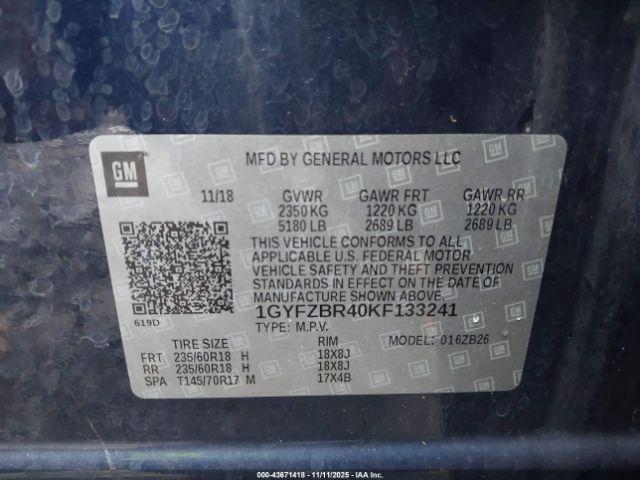 GM
MFD BY GENERAL MOTORS LLC
11/18 GVWR GAWR FRT GAWR RR
2350 KG 1220 KG 1220 KG
5180 LB 2689 LB 2689 LB
THIS VEHICLE CONFORMS TO ALL
APPLICABLE U.S. FEDERAL MOTOR
VEHICLE SAFETY AND THEFT PREVENTION
STANDARDS IN EFFECT ON THE DATE OF
MANUFACTURE SHOWN ABOVE.
619D
1GYFZBR40KF133241
TYPE: M.P.V. MODEL: 016ZB26
TIRE SIZE RIM
FRT 235/60R18 H 18X8J
RR 235/60R18 H 18X8J
SPA T145/70R17 M 17X4B
00-43671418 - 11/11/2025 - IAAI.COM